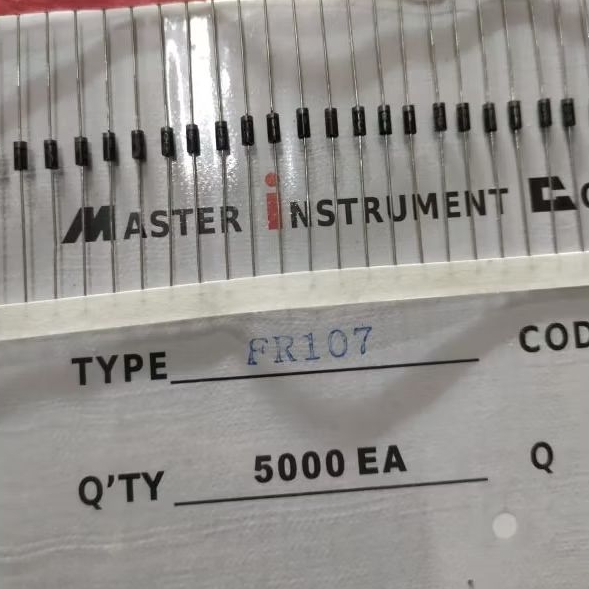 MASTER iNSTRUMENT
TYPE FR107 COD
Q'TY 5000 EA Q